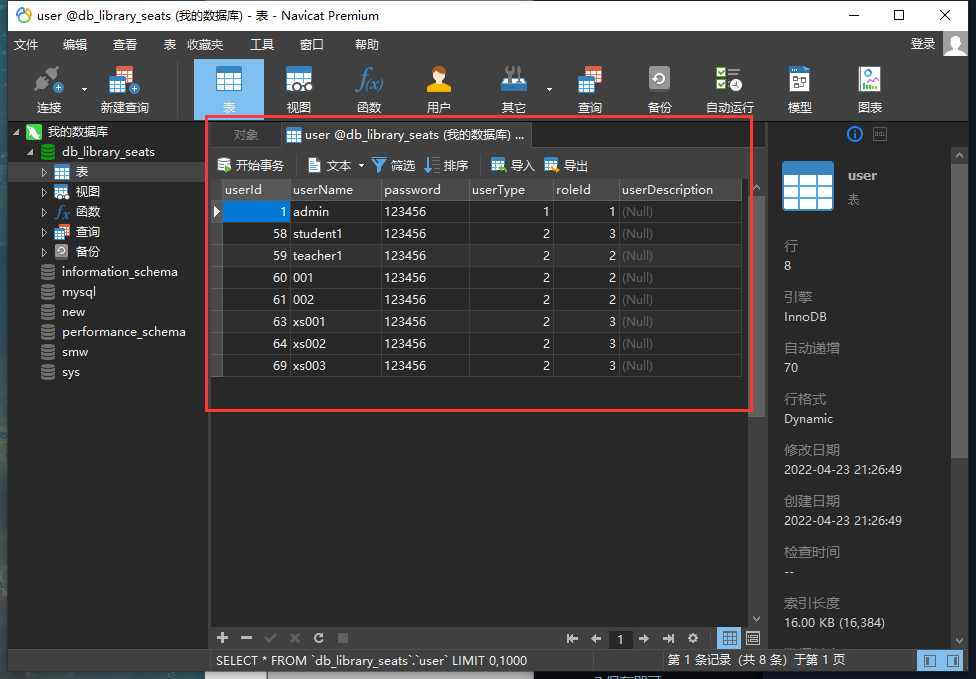 user @db_library_seats (我的数据库) - 表 - Navicat Premium
文件 编辑 查看 表 收藏夹 工具 窗口 帮助 登录
连接 新建查询 表 视图 函数 用户 其它 查询 备份 自动运行 模型 图表
我的数据库
db_library_seats
表
视图
函数
查询
备份
information_schema
mysql
new
performance_schema
smw
sys
对象 user @db_library_seats (我的数据库) ...
开始事务 文本 筛选 排序 导入 导出
userId userName password userType roleId userDescription
1 admin 123456 1 1 (Null)
58 student1 123456 2 3 (Null)
59 teacher1 123456 2 2 (Null)
60 001 123456 2 2 (Null)
61 002 123456 2 2 (Null)
63 xs001 123456 2 3 (Null)
64 xs002 123456 2 3 (Null)
69 xs003 123456 2 3 (Null)
1
SELECT * FROM `db_library_seats`.`user` LIMIT 0,1000
第 1 条记录 (共 8 条) 于第 1 页
user
表
行
8
引擎
InnoDB
自动递增
70
行格式
Dynamic
修改日期
2022-04-23 21:26:49
创建日期
2022-04-23 21:26:49
检查时间
--
索引长度
16.00 KB (16,384)